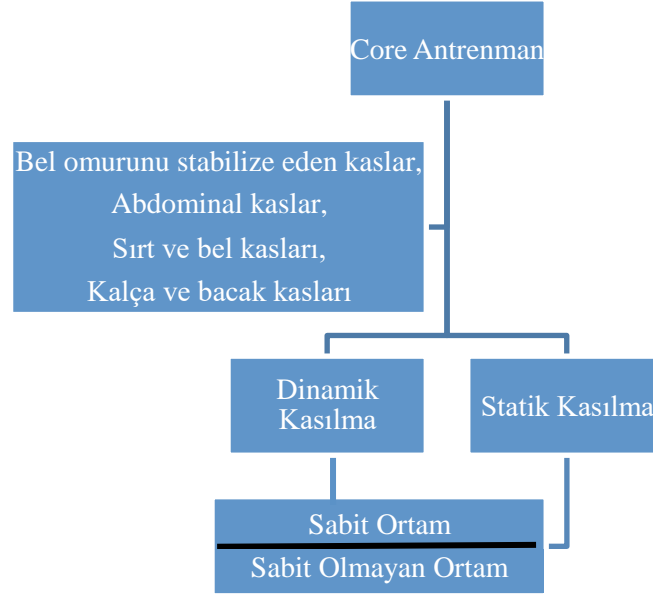 Core Antrenman
Bel omurunu stabilize eden kaslar,
Abdominal kaslar,
Sırt ve bel kasları,
Kalça ve bacak kasları
Dinamik
Kasılma
Statik Kasılma
Sabit Ortam
Sabit Olmayan Ortam